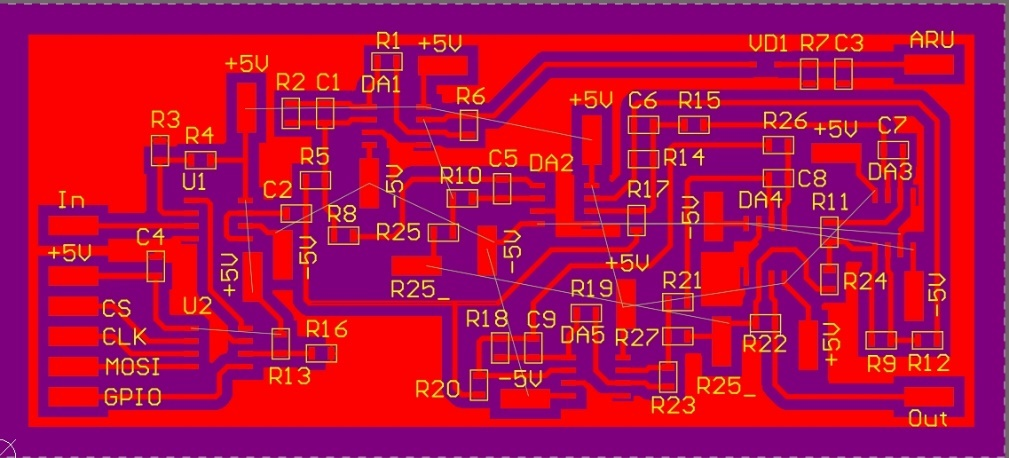 R1 +5V VD1 R7 C3 ARU
+5V R2 C1 DA1 R6 +5V C6 R15
R3 R4 R26 +5V C7
U1 R5 -5V R10 C5 DA2 R14 C8 DA3
In C2 R8 R25 R17 -5V DA4 R11
+5V C4 +5V -5V -5V +5V
R25_ R19 R21 R24 -5V
CS U2 R18 C9 DA5 R27 R22 +5V
CLK R16 R9 R12
MOSI R13 R20 -5V R23 R25_
GPIO Out